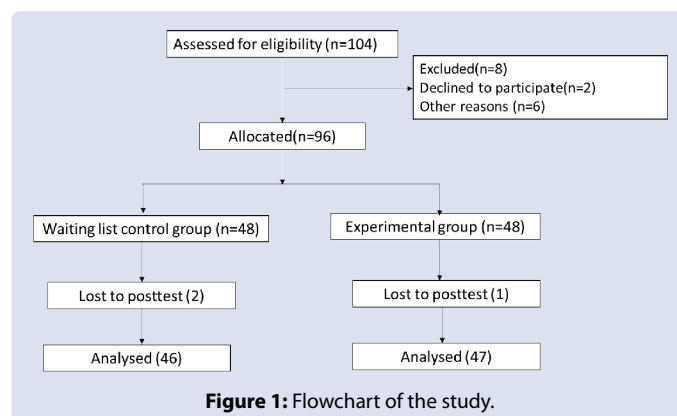 Assessed for eligibility (n=104)
Excluded(n=8)
Declined to participate(n=2)
Other reasons (n=6)
Allocated(n=96)
Waiting list control group (n=48)
Experimental group (n=48)
Lost to posttest (2)
Lost to posttest (1)
Analysed (46)
Analysed (47)
Figure 1: Flowchart of the study.